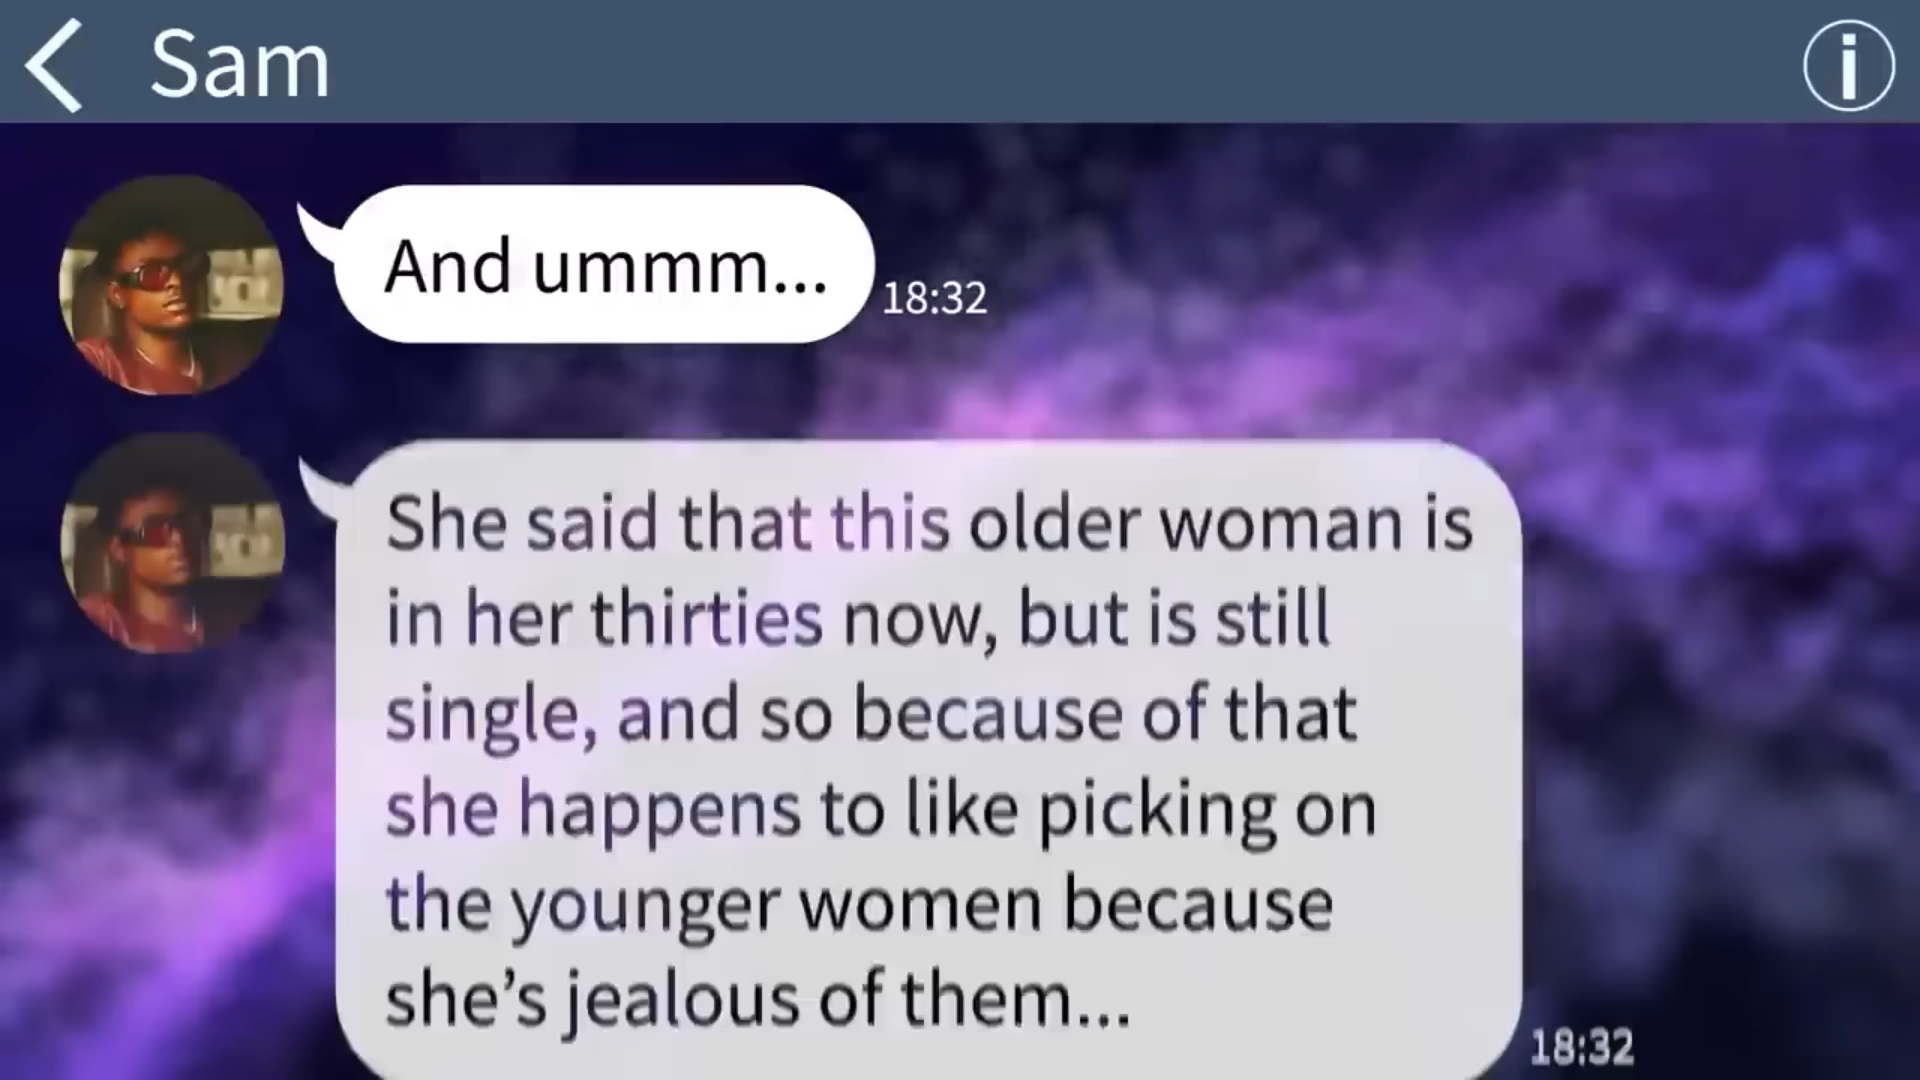 Sam
And ummm...
18:32
She said that this older woman is
in her thirties now, but is still
single, and so because of that
she happens to like picking on
the younger women because
she’s jealous of them...
18:32